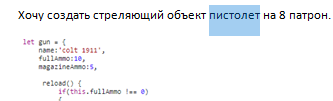 Хочу создать стреляющий объект пистолет на 8 патрон.
let gun = {
name:'colt 1911',
fullAmmo:10,
magazineAmmo:5,
reload() {
if(this.fullAmmo !== 0)